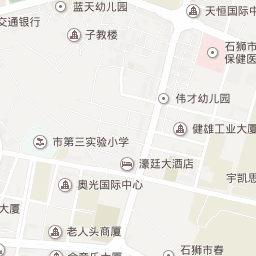 蓝天幼儿园
天恒国际中
交通银行
子教楼
石狮市
保健医
伟才幼儿园
健雄工业大厦
市第三实验小学
濠廷大酒店
奥光国际中心
宇凯思
大厦
老人头商厦
石狮市春